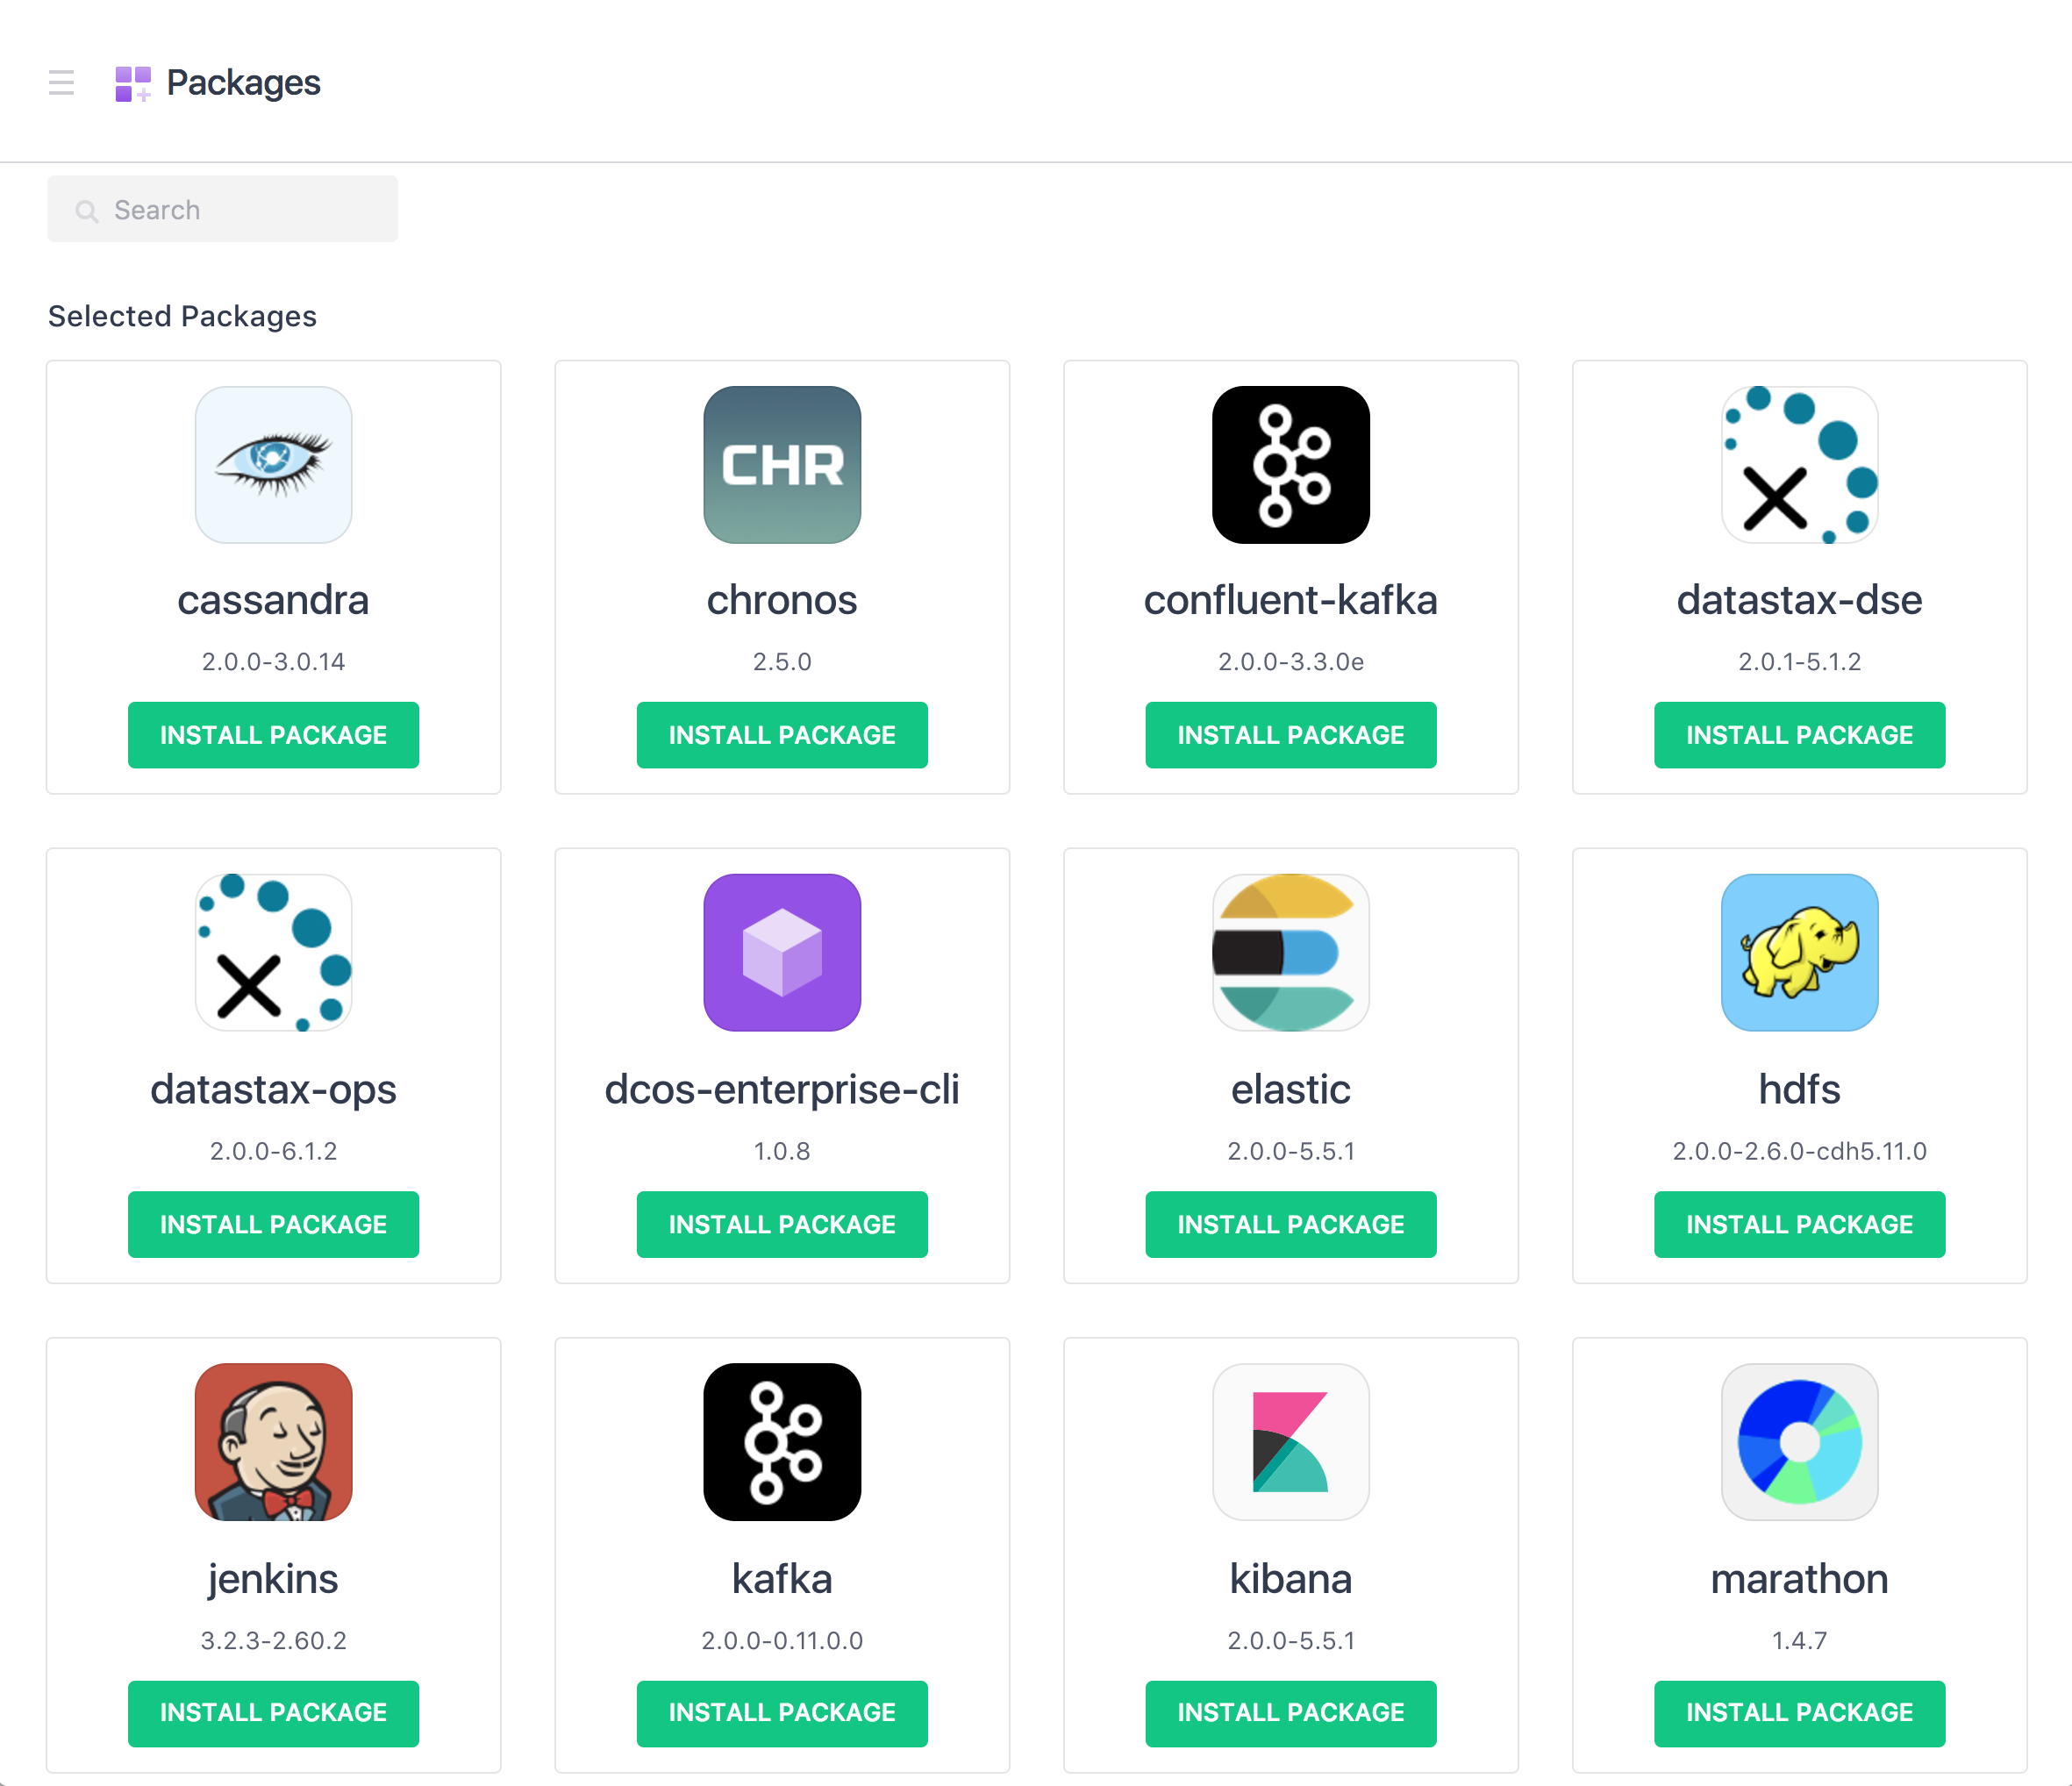 Packages
Search
Selected Packages
CHR
cassandra
chronos
confluent-kafka
datastax-dse
2.0.0-3.0.14
2.5.0
2.0.0-3.3.0e
2.0.1-5.1.2
INSTALL PACKAGE
INSTALL PACKAGE
INSTALL PACKAGE
INSTALL PACKAGE
datastax-ops
dcos-enterprise-cli
elastic
hdfs
2.0.0-6.1.2
1.0.8
2.0.0-5.5.1
2.0.0-2.6.0-cdh5.11.0
INSTALL PACKAGE
INSTALL PACKAGE
INSTALL PACKAGE
INSTALL PACKAGE
jenkins
kafka
kibana
marathon
3.2.3-2.60.2
2.0.0-0.11.0.0
2.0.0-5.5.1
1.4.7
INSTALL PACKAGE
INSTALL PACKAGE
INSTALL PACKAGE
INSTALL PACKAGE